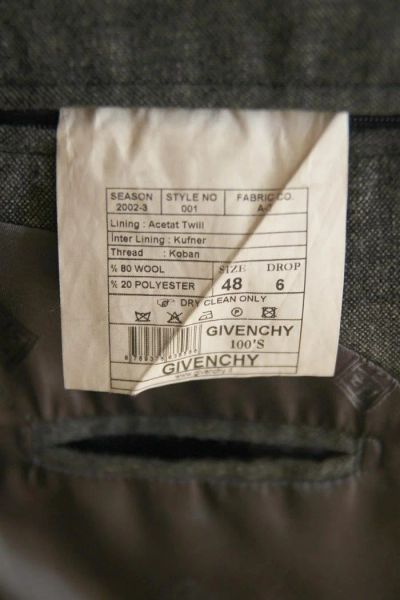 SEASON STYLE NO FABRIC CO.
2002-3 001
Lining : Acetat Twill
Inter Lining : Kufner
Thread : Koban
% 80 WOOL SIZE DROP
% 20 POLYESTER 48 6
DRY CLEAN ONLY
GIVENCHY
100'S
GIVENCHY